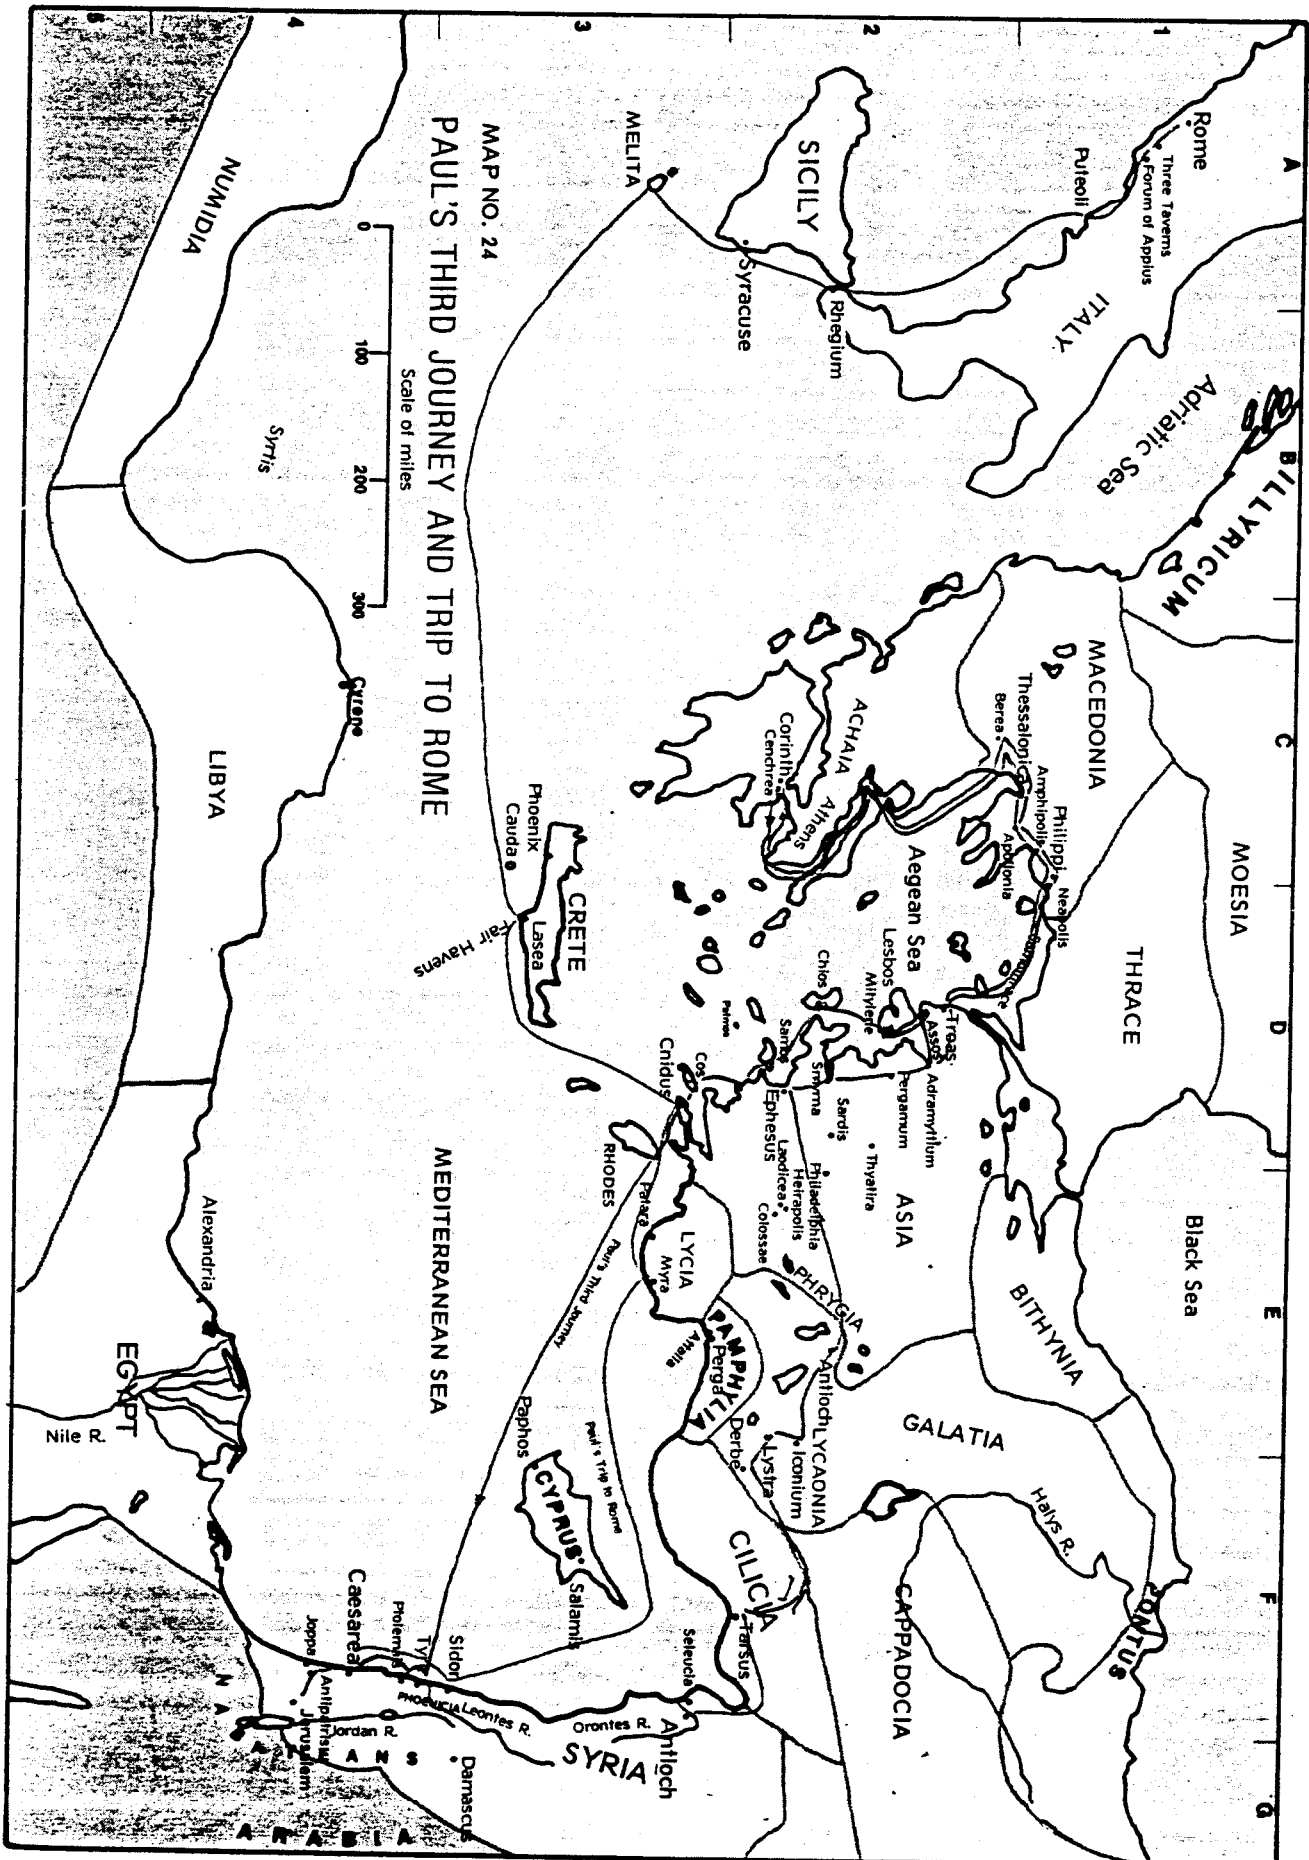 A
B
C
D
E
F
G
1
2
3
4
5
Rome
Three Taverns
Forum of Appius
Puteoli
ITALY
Adriatic Sea
ILLYRICUM
MOESIA
THRACE
Black Sea
MACEDONIA
Thessalonica
Berea
Amphipolis
Philippi
Apollonia
Neapolis
SICILY
Syracuse
Rhegium
MELITA
ACHAIA
Corinth
Cenchrea
Athens
Aegean Sea
Lesbos
Mitylene
Chios
Troas
Assos
Adramyttium
Pergamum
Smyrna
Sardis
Thyatira
Philadelphia
Heirapolis
Laodicea
Colossae
Samos
Ephesus
Patmos
Cos
Cnidus
RHODES
Patara
LYCIA
Myra
ASIA
PHRYGIA
BITHYNIA
GALATIA
Halys R.
PONTUS
CAPPADOCIA
PAMPHYLIA
Perga
Attalia
Antioch
LYCAONIA
Iconium
Lystra
Derbe
CILICIA
Tarsus
MAP NO. 24
PAUL'S THIRD JOURNEY AND TRIP TO ROME
Scale of miles
0
100
200
300
Phoenix
Cauda
CRETE
Lasea
Fair Havens
Paul's Third Journey
Paul's Trip to Rome
MEDITERRANEAN SEA
Paphos
CYPRUS
Salamis
Seleucia
Antioch
Orontes R.
SYRIA
Sidon
Tyre
Leontes R.
PHOENICIA
Ptolemais
Damascus
Caesarea
Joppa
Antipatris
Jerusalem
Jordan R.
ARABIA
NUMIDIA
Syrtis
Cyrene
LIBYA
Alexandria
EGYPT
Nile R.